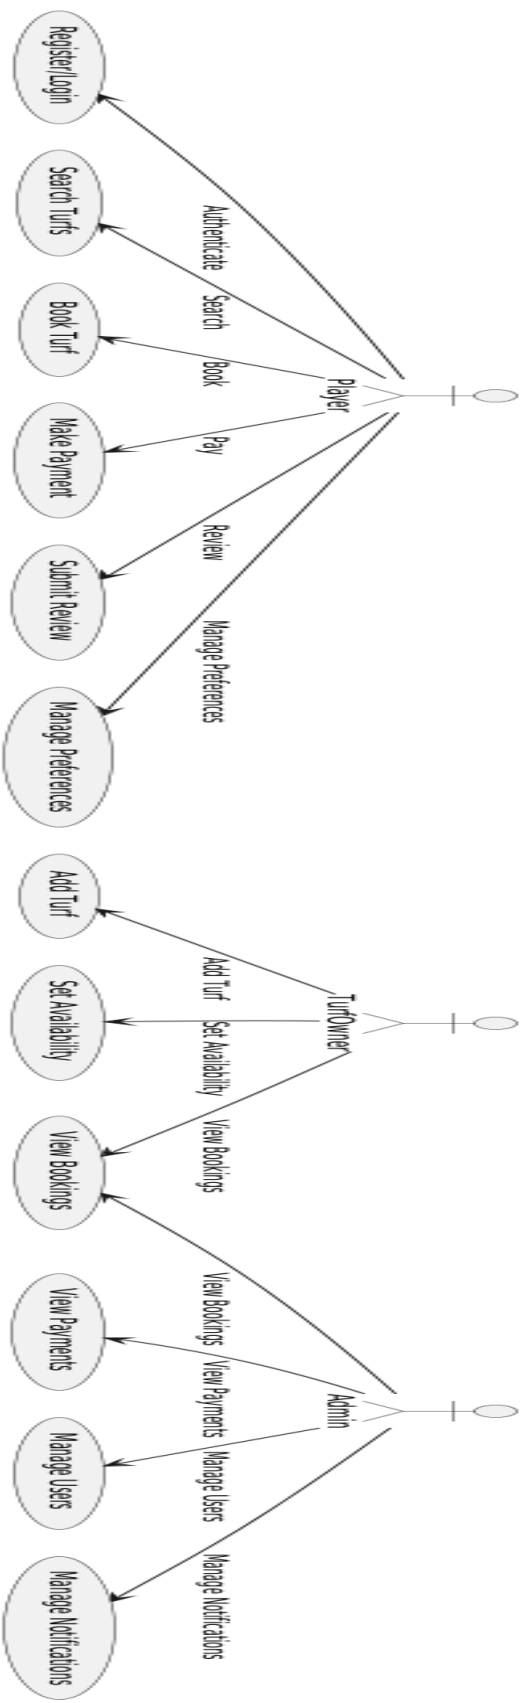 Player
TurfOwner
Admin
Authenticate
Search
Book
Pay
Review
Manage Preferences
Add Turf
Set Availability
View Bookings
View Bookings
View Payments
Manage Users
Manage Notifications
Register/Login
Search Turfs
Book Turf
Make Payment
Submit Review
Manage Preferences
Add Turf
Set Availability
View Bookings
View Payments
Manage Users
Manage Notifications